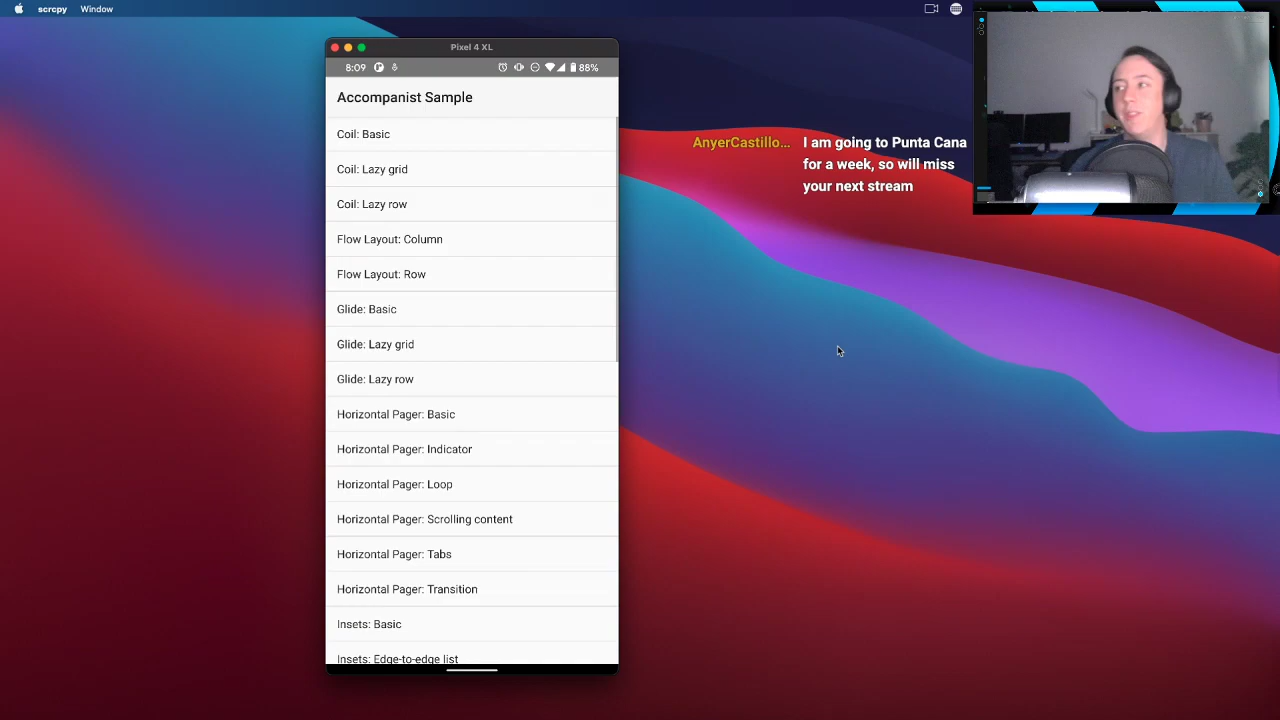 scrcpy Window
Pixel 4 XL
8:09 88%
Accompanist Sample
Coil: Basic
Coil: Lazy grid
Coil: Lazy row
Flow Layout: Column
Flow Layout: Row
Glide: Basic
Glide: Lazy grid
Glide: Lazy row
Horizontal Pager: Basic
Horizontal Pager: Indicator
Horizontal Pager: Loop
Horizontal Pager: Scrolling content
Horizontal Pager: Tabs
Horizontal Pager: Transition
Insets: Basic
Insets: Edge-to-edge list
AnyerCastillo... I am going to Punta Cana
for a week, so will miss
your next stream